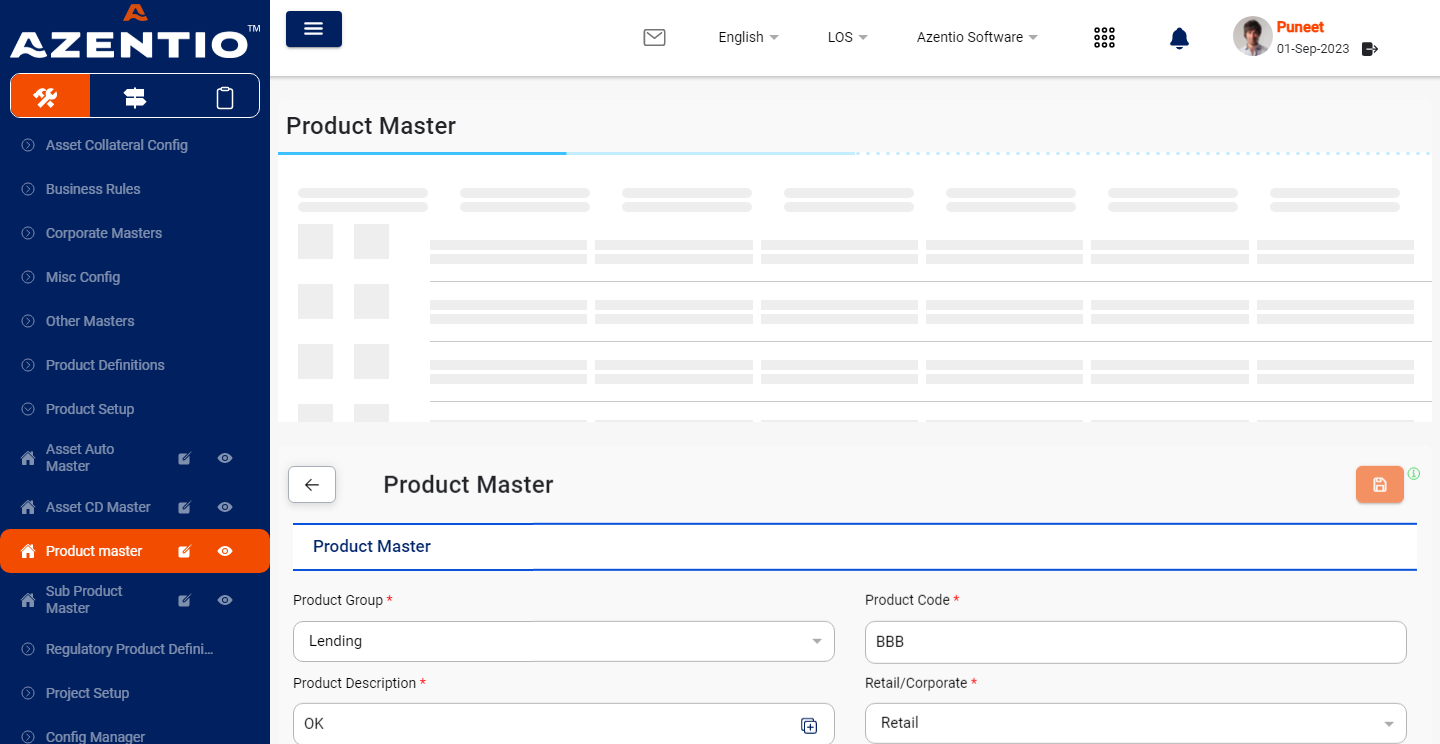 AZENTIO™
English
LOS
Azentio Software
Puneet
01-Sep-2023
Asset Collateral Config
Business Rules
Corporate Masters
Misc Config
Other Masters
Product Definitions
Product Setup
Asset Auto
Master
Asset CD Master
Product master
Sub Product
Master
Regulatory Product Defini...
Project Setup
Config Manager
Product Master
Product Master
Product Master
Product Group *
Product Code *
Lending
BBB
Product Description *
Retail/Corporate *
OK
Retail